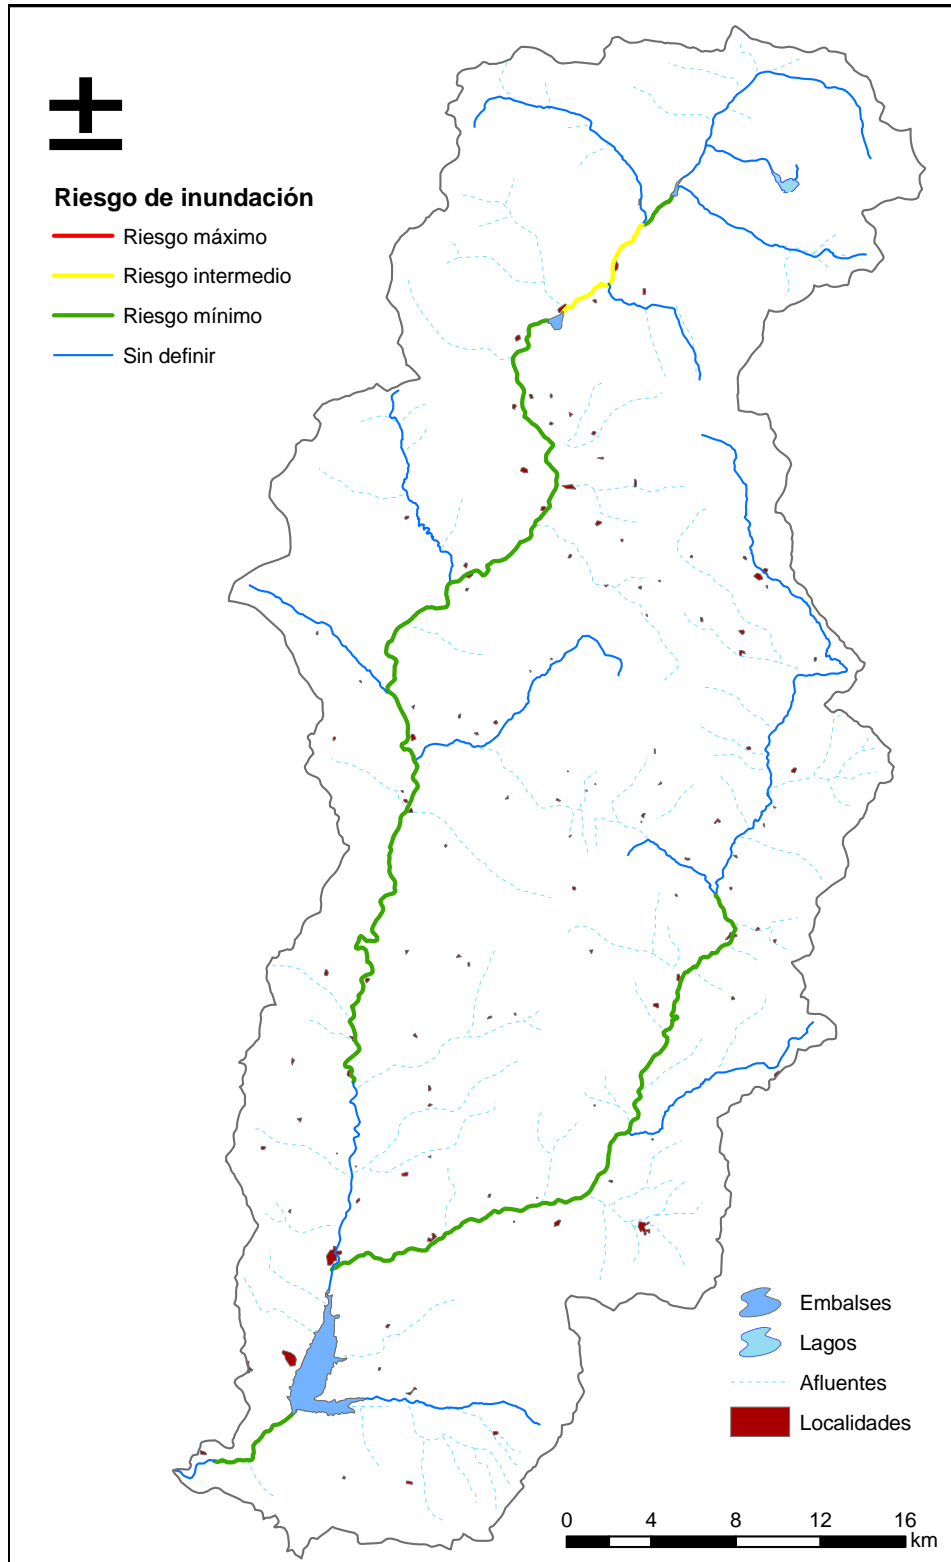 Riesgo de inundación
Riesgo máximo
Riesgo intermedio
Riesgo mínimo
Sin definir
Embalses
Lagos
Afluentes
Localidades
0 4 8 12 16
km